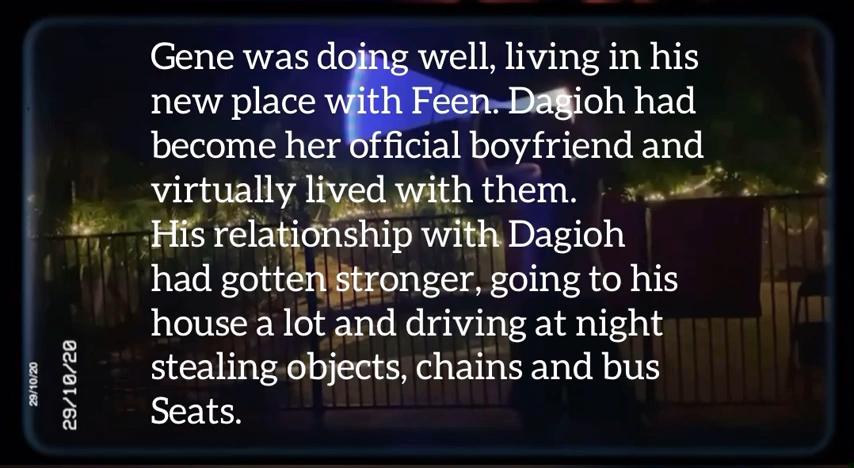 Gene was doing well, living in his
new place with Feen. Dagioh had
become her official boyfriend and
virtually lived with them.
His relationship with Dagioh
had gotten stronger, going to his
house a lot and driving at night
stealing objects, chains and bus
Seats.
29/10/20
29/10/20